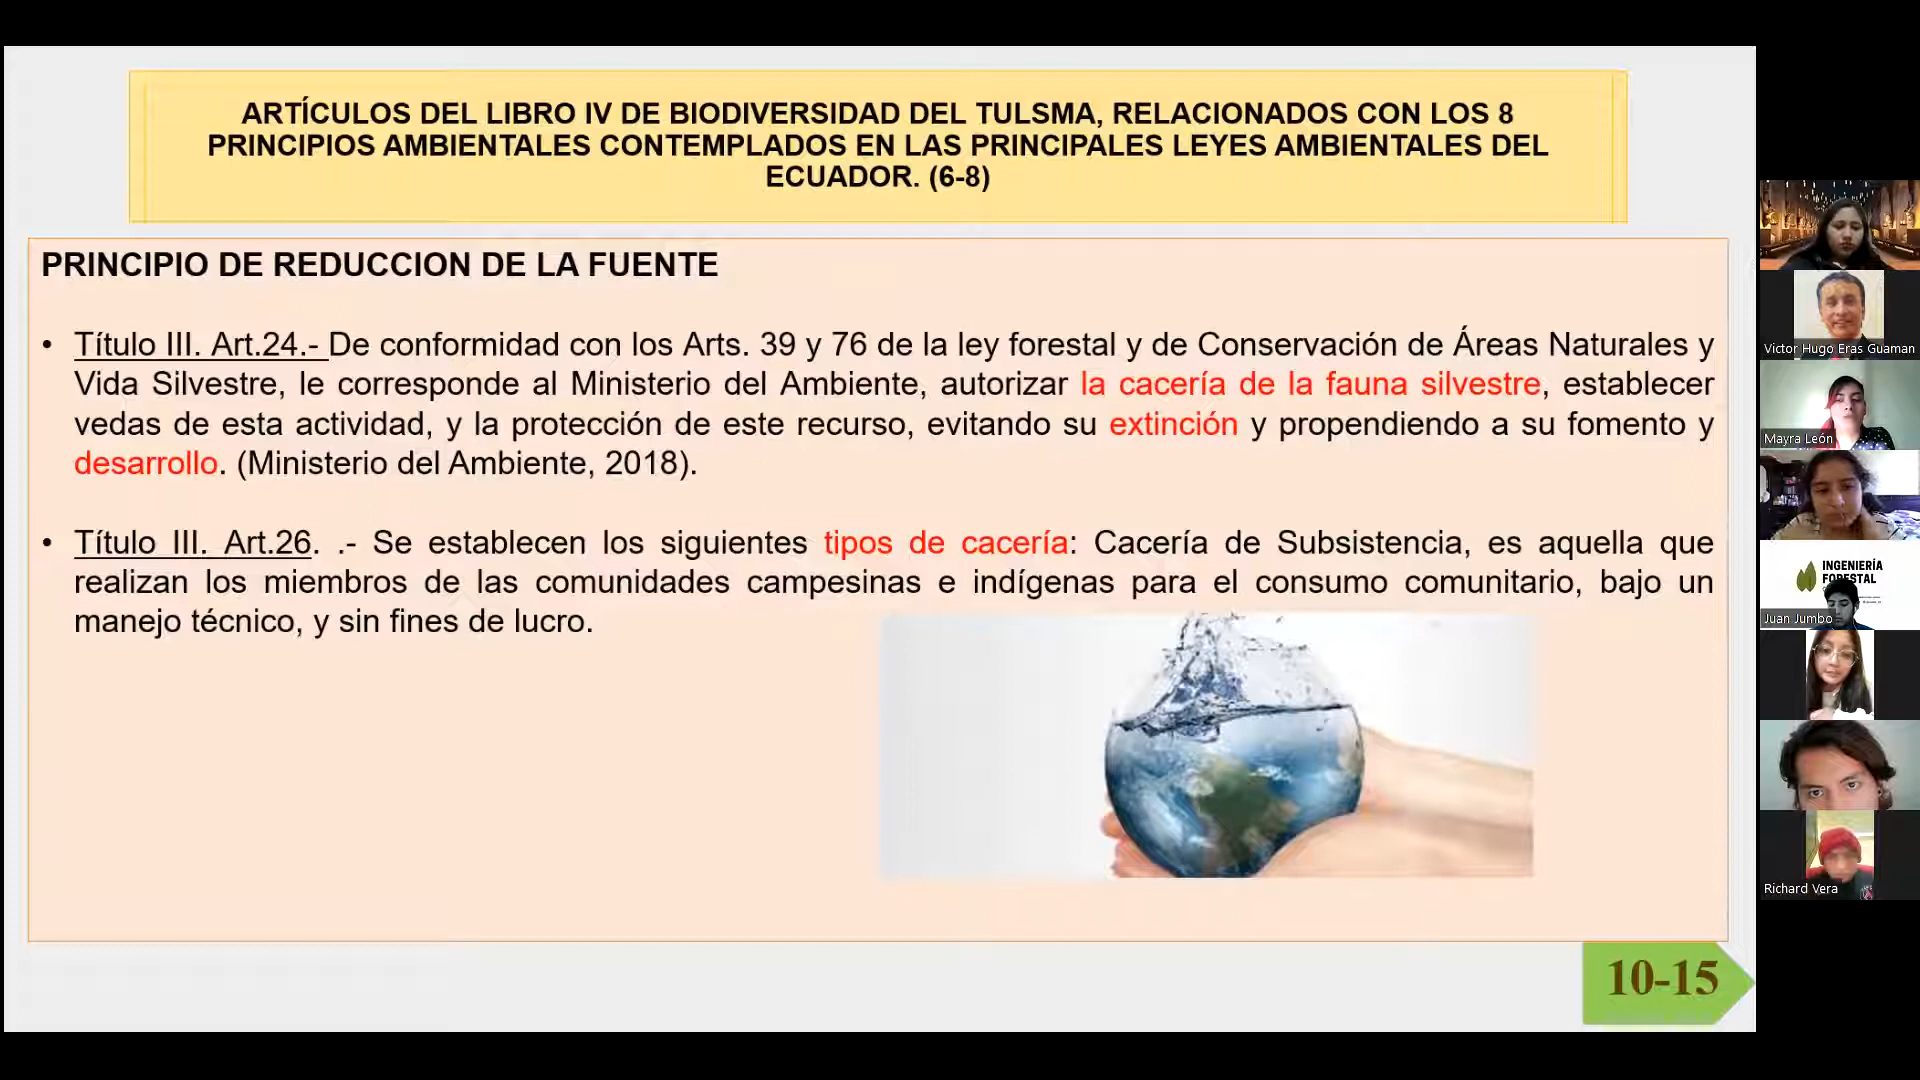 ARTÍCULOS DEL LIBRO IV DE BIODIVERSIDAD DEL TULSMA, RELACIONADOS CON LOS 8
PRINCIPIOS AMBIENTALES CONTEMPLADOS EN LAS PRINCIPALES LEYES AMBIENTALES DEL
ECUADOR. (6-8)
PRINCIPIO DE REDUCCION DE LA FUENTE
• Título III. Art.24.- De conformidad con los Arts. 39 y 76 de la ley forestal y de Conservación de Áreas Naturales y
Vida Silvestre, le corresponde al Ministerio del Ambiente, autorizar la cacería de la fauna silvestre, establecer
vedas de esta actividad, y la protección de este recurso, evitando su extinción y propendiendo a su fomento y
desarrollo. (Ministerio del Ambiente, 2018).
• Título III. Art.26. .- Se establecen los siguientes tipos de cacería: Cacería de Subsistencia, es aquella que
realizan los miembros de las comunidades campesinas e indígenas para el consumo comunitario, bajo un
manejo técnico, y sin fines de lucro.
10-15
Victor Hugo Eras Guaman
Mayra León
INGENIERÍA
FORESTAL
Juan Jumbo
Richard Vera